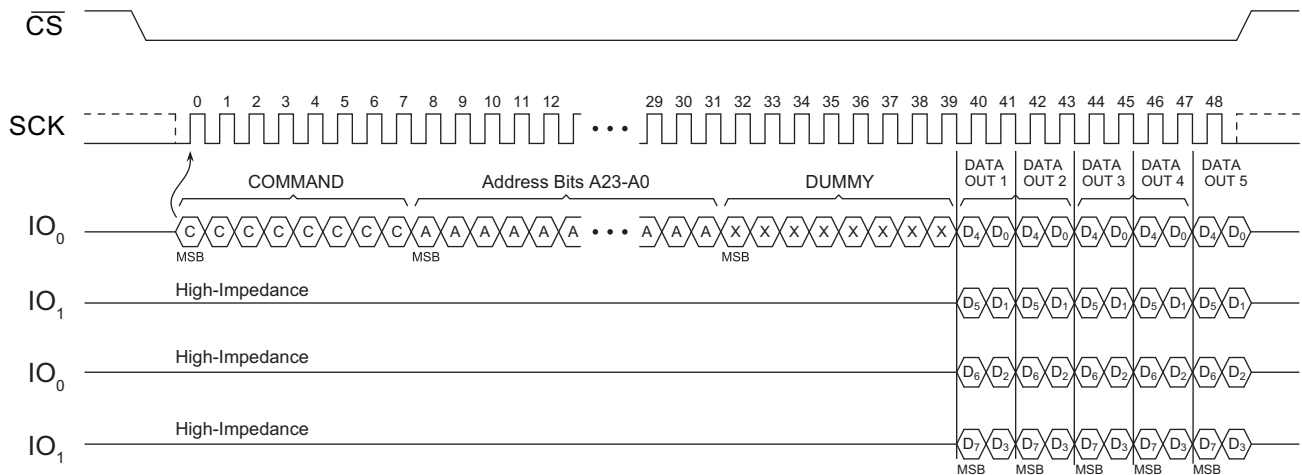 CS
0 1 2 3 4 5 6 7 8 9 10 11 12 29 30 31 32 33 34 35 36 37 38 39 40 41 42 43 44 45 46 47 48
SCK
COMMAND Address Bits A23-A0 DUMMY
DATA OUT 1
DATA OUT 2
DATA OUT 3
DATA OUT 4
DATA OUT 5
IO0 C C C C C C C C A A A A A A A A A X X X X X X X X D4 D0 D4 D0 D4 D0 D4 D0 D4 D0
MSB MSB MSB
High-Impedance
IO1 D5 D1 D5 D1 D5 D1 D5 D1 D5 D1
High-Impedance
IO0 D6 D2 D6 D2 D6 D2 D6 D2 D6 D2
High-Impedance
IO1 D7 D3 D7 D3 D7 D3 D7 D3 D7 D3
MSB MSB MSB MSB MSB